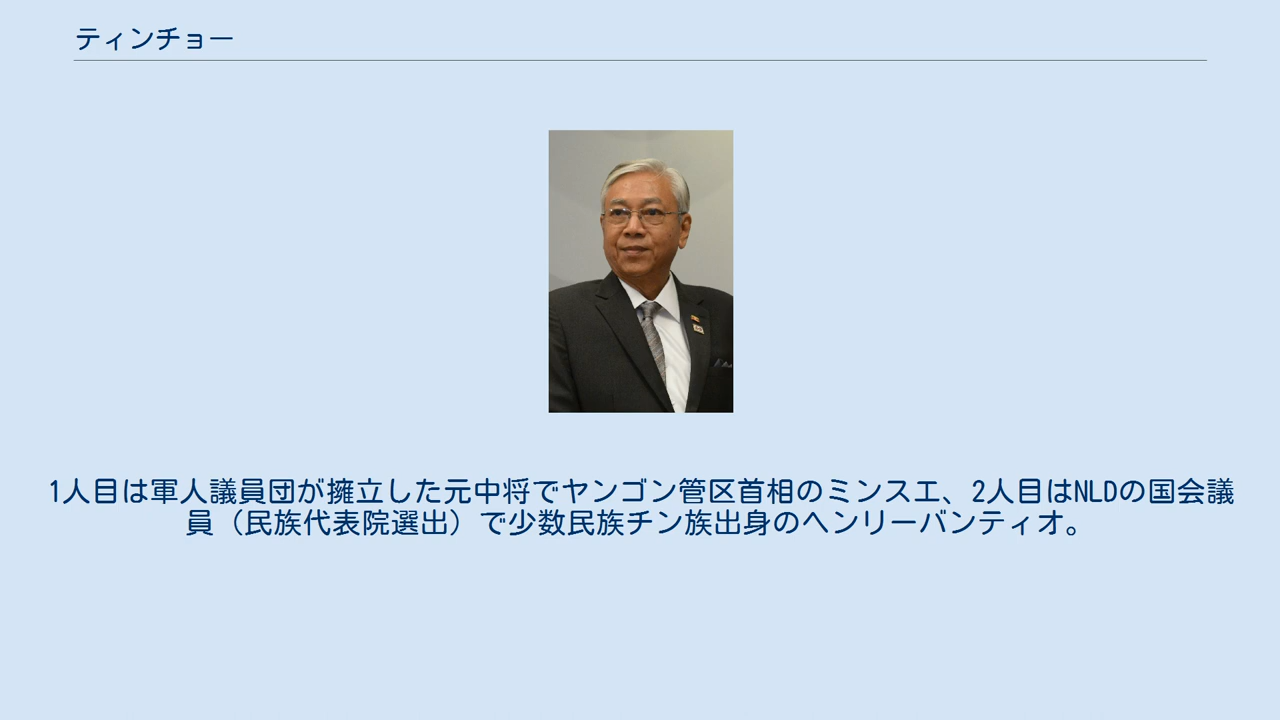 ティンチョー
1人目は軍人議員団が擁立した元中将でヤンゴン管区首相のミンスエ、2人目はNLDの国会議
員（民族代表院選出）で少数民族チン族出身のヘンリーバンティオ。